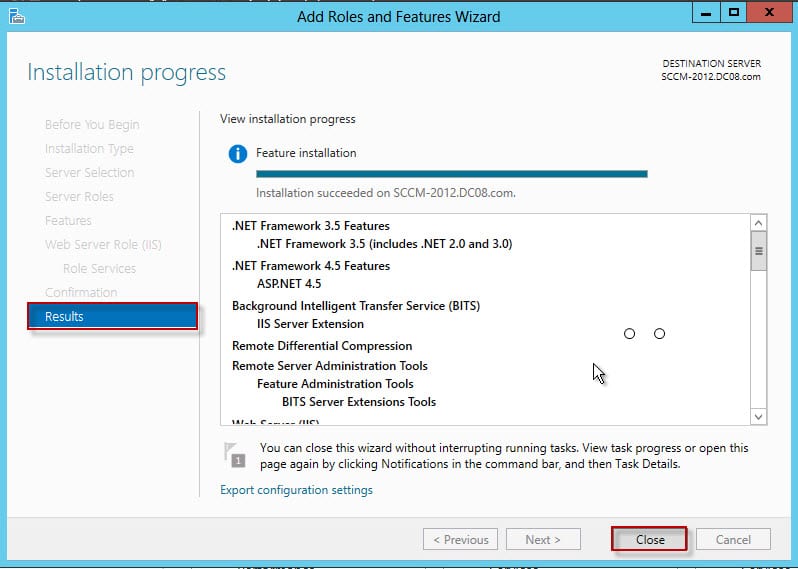 Add Roles and Features Wizard
Installation progress
DESTINATION SERVER
SCCM-2012.DC08.com
Before You Begin
Installation Type
Server Selection
Server Roles
Features
Web Server Role (IIS)
Role Services
Confirmation
Results
View installation progress
Feature installation
Installation succeeded on SCCM-2012.DC08.com.
.NET Framework 3.5 Features
.NET Framework 3.5 (includes .NET 2.0 and 3.0)
.NET Framework 4.5 Features
ASP.NET 4.5
Background Intelligent Transfer Service (BITS)
IIS Server Extension
Remote Differential Compression
Remote Server Administration Tools
Feature Administration Tools
BITS Server Extensions Tools
Web Server (IIS)
1
You can close this wizard without interrupting running tasks. View task progress or open this
page again by clicking Notifications in the command bar, and then Task Details.
Export configuration settings
< Previous
Next >
Close
Cancel